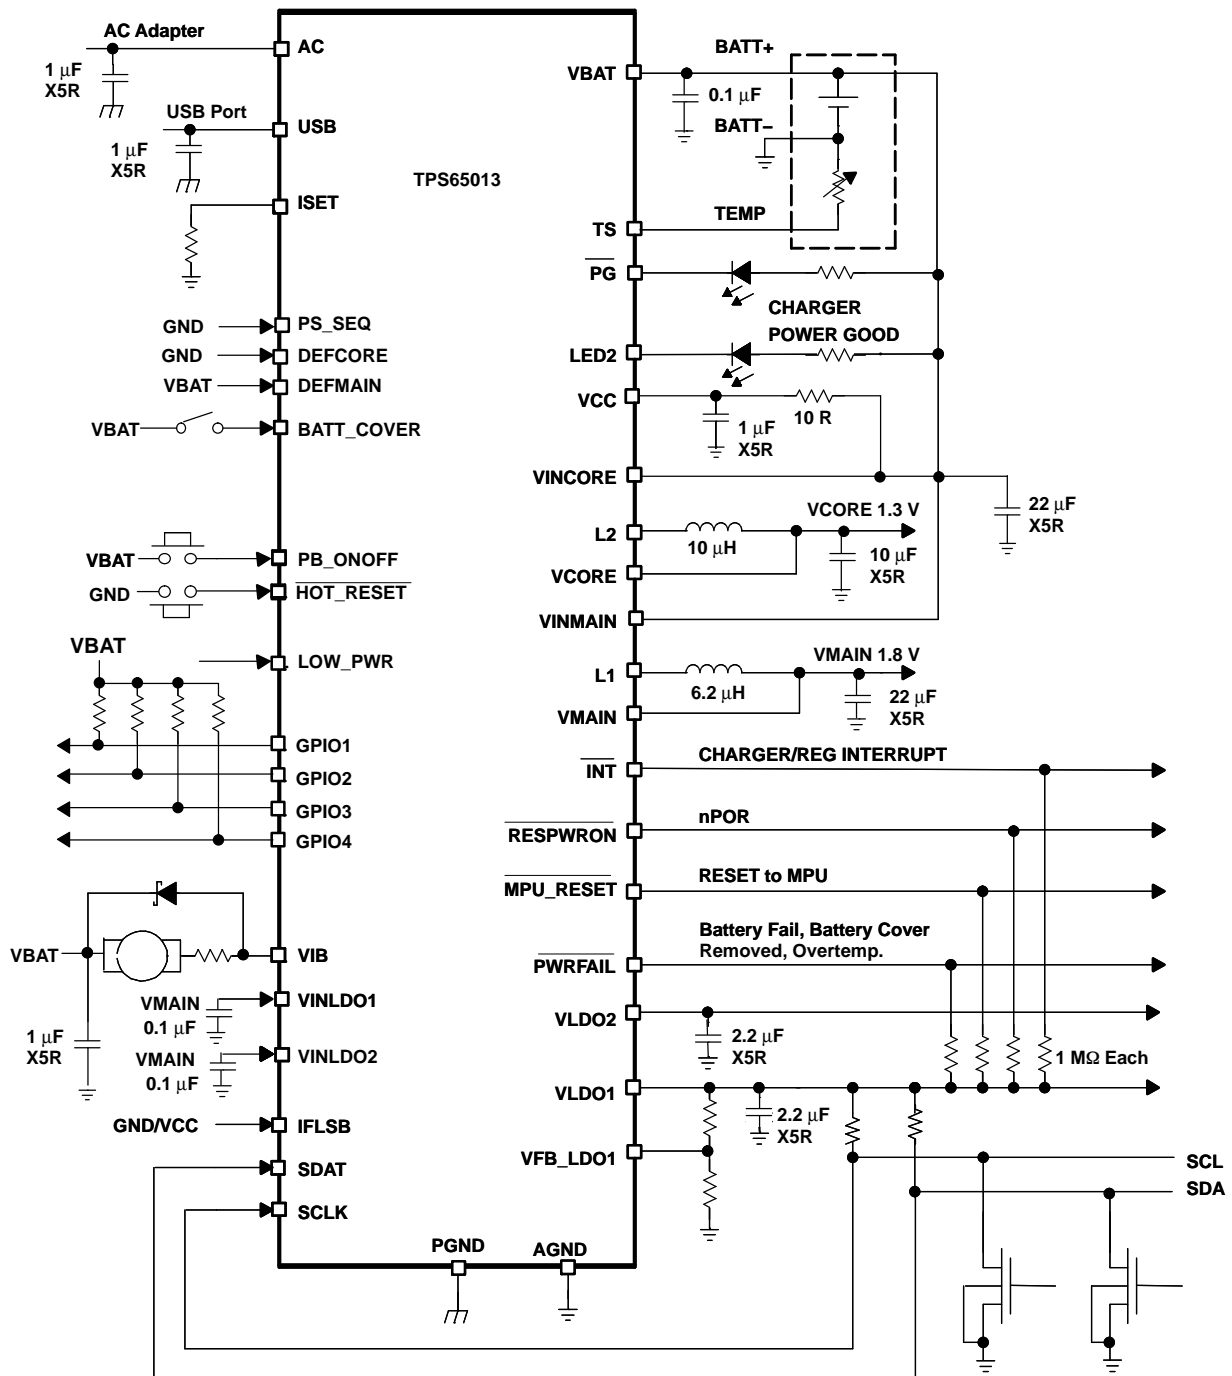 AC Adapter
AC
1 μF
X5R
USB Port
USB
1 μF
X5R
ISET
TPS65013
GND
PS_SEQ
GND
DEFCORE
VBAT
DEFMAIN
VBAT
BATT_COVER
VBAT
PB_ONOFF
GND
HOT_RESET
VBAT
LOW_PWR
GPIO1
GPIO2
GPIO3
GPIO4
VBAT
VIB
1 μF
X5R
VMAIN
0.1 μF
VINLDO1
VMAIN
0.1 μF
VINLDO2
GND/VCC
IFLSB
SDAT
SCLK
PGND
AGND
BATT+
VBAT
0.1 μF
BATT−
TEMP
TS
PG
CHARGER
POWER GOOD
LED2
VCC
10 R
1 μF
X5R
VINCORE
22 μF
X5R
VCORE 1.3 V
L2
10 μH
10 μF
X5R
VCORE
VINMAIN
VMAIN 1.8 V
L1
6.2 μH
22 μF
X5R
VMAIN
CHARGER/REG INTERRUPT
INT
nPOR
RESPWRON
RESET to MPU
MPU_RESET
Battery Fail, Battery Cover
Removed, Overtemp.
PWRFAIL
VLDO2
2.2 μF
X5R
1 MΩ Each
VLDO1
2.2 μF
X5R
VFB_LDO1
SCL
SDA